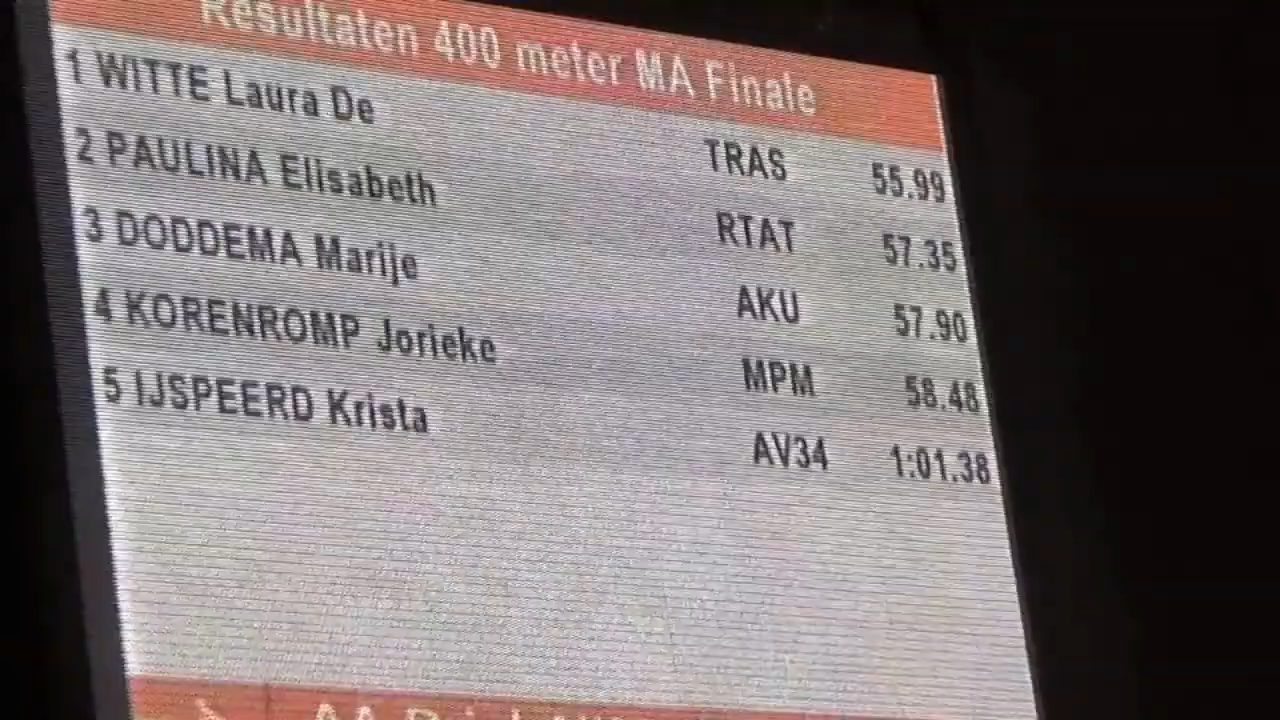 Resultaten 400 meter MA Finale
1 WITTE Laura De TRAS 55.99
2 PAULINA Elisabeth RTAT 57.35
3 DODDEMA Marije AKU 57.90
4 KORENROMP Jorieke MPM 58.48
5 IJSPEERD Krista AV34 1:01.38